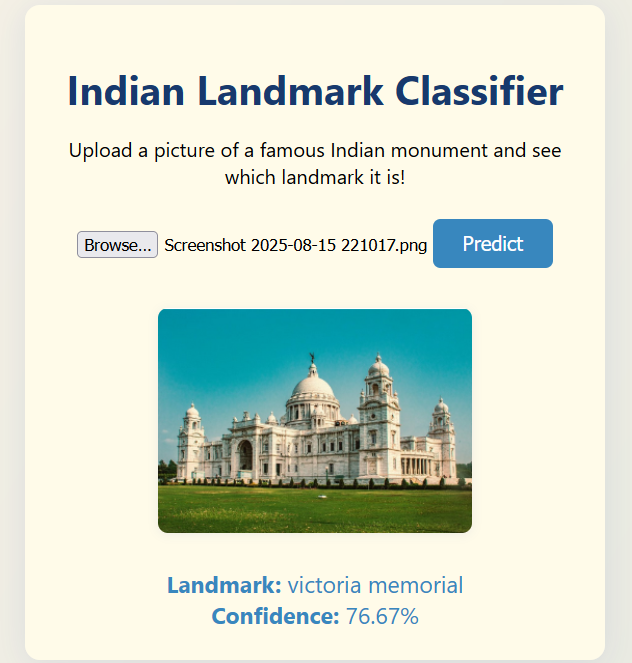 Indian Landmark Classifier
Upload a picture of a famous Indian monument and see
which landmark it is!
Browse... Screenshot 2025-08-15 221017.png Predict
Landmark: victoria memorial
Confidence: 76.67%